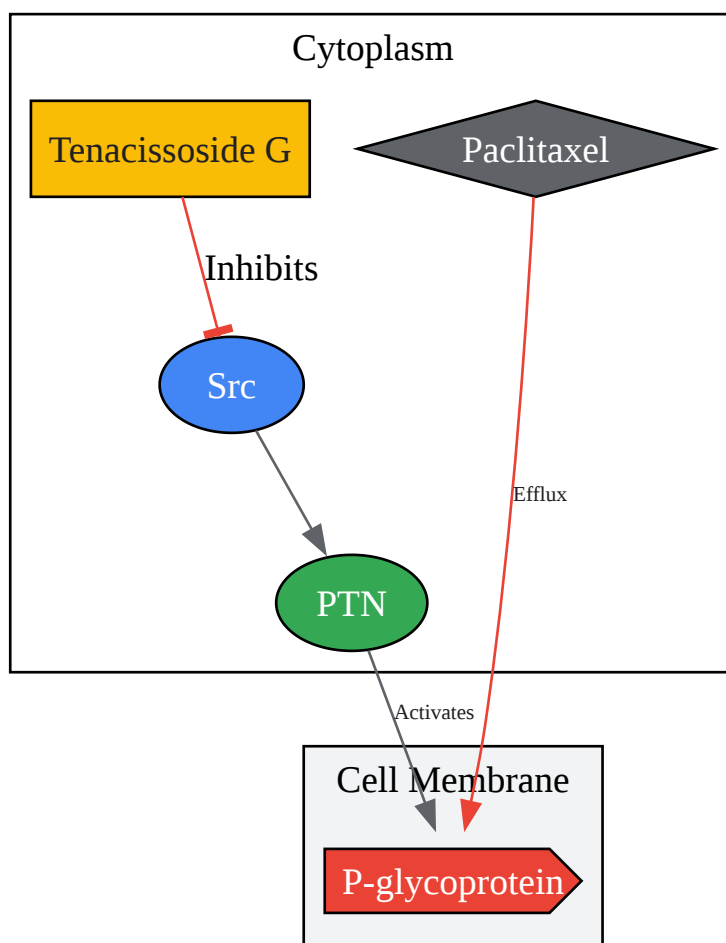 Cytoplasm
Tenacissoside G
Paclitaxel
Inhibits
Src
Efflux
PTN
Activates
Cell Membrane
P-glycoprotein